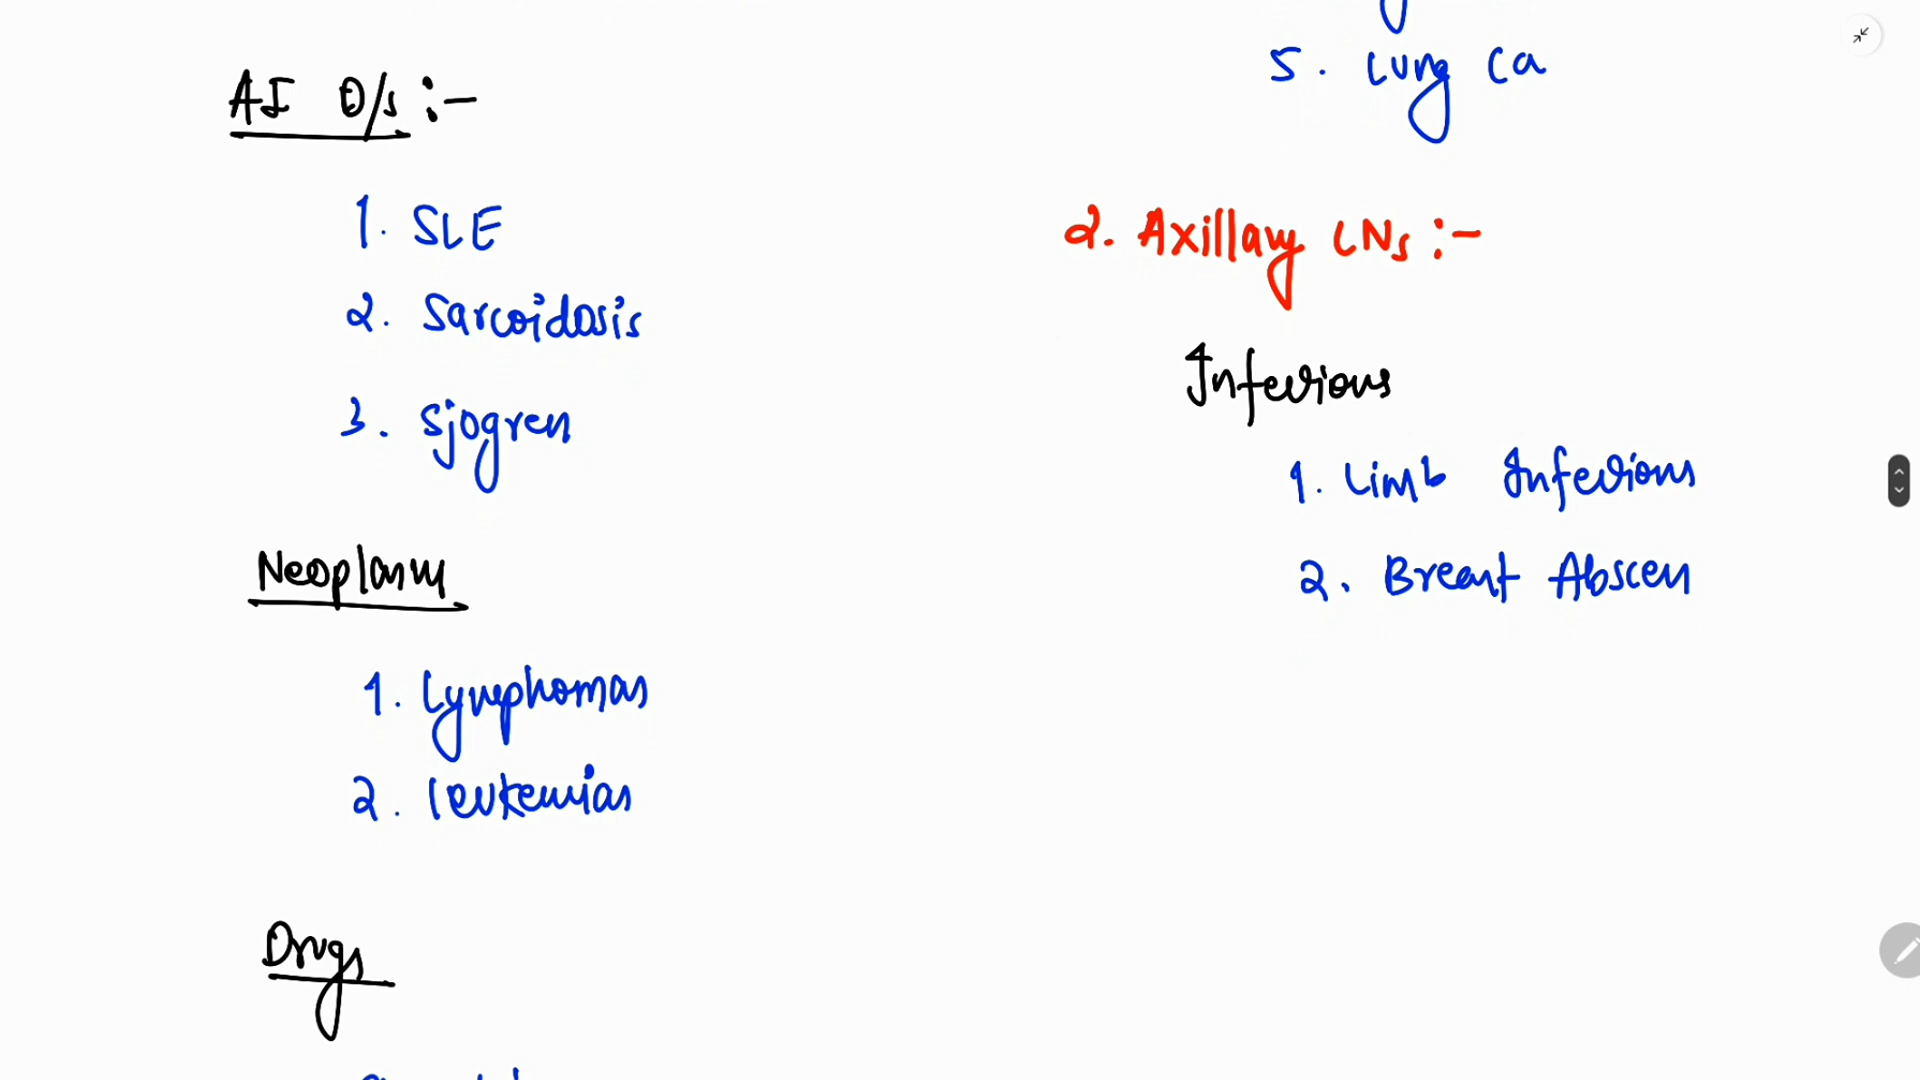 AI D/s :-
1. SLE
2. Sarcoidosis
3. Sjogren
Neoplasm
1. Lymphomas
2. Leukemias
Drugs
5. Lung Ca
2. Axillary LNs :-
Infections
1. Limb Infections
2. Breast Abscess